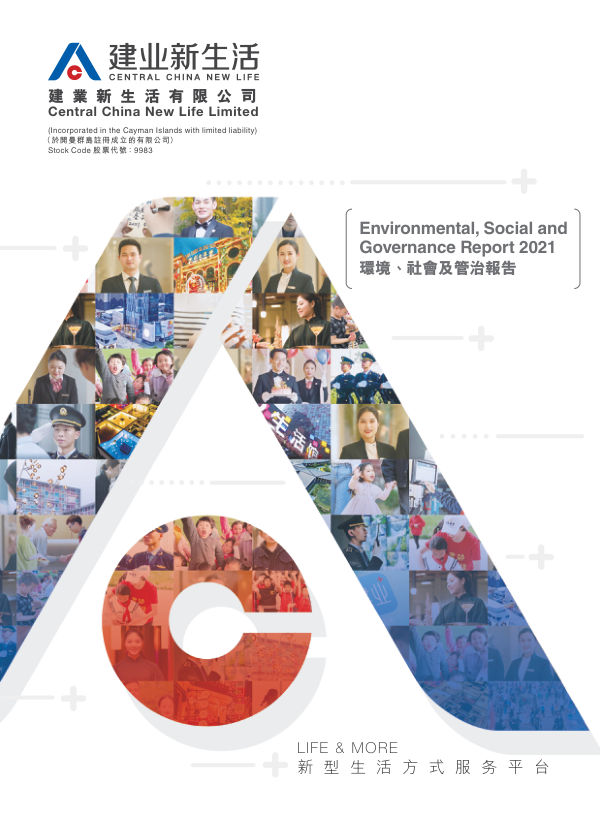 建业新生活
CENTRAL CHINA NEW LIFE
建業新生活有限公司
Central China New Life Limited
(Incorporated in the Cayman Islands with limited liability)
(於開曼群島註冊成立的有限公司)
Stock Code 股票代號：9983
Environmental, Social and
Governance Report 2021
環境、社會及管治報告
生活馆
LIFE & MORE
新型生活方式服务平台